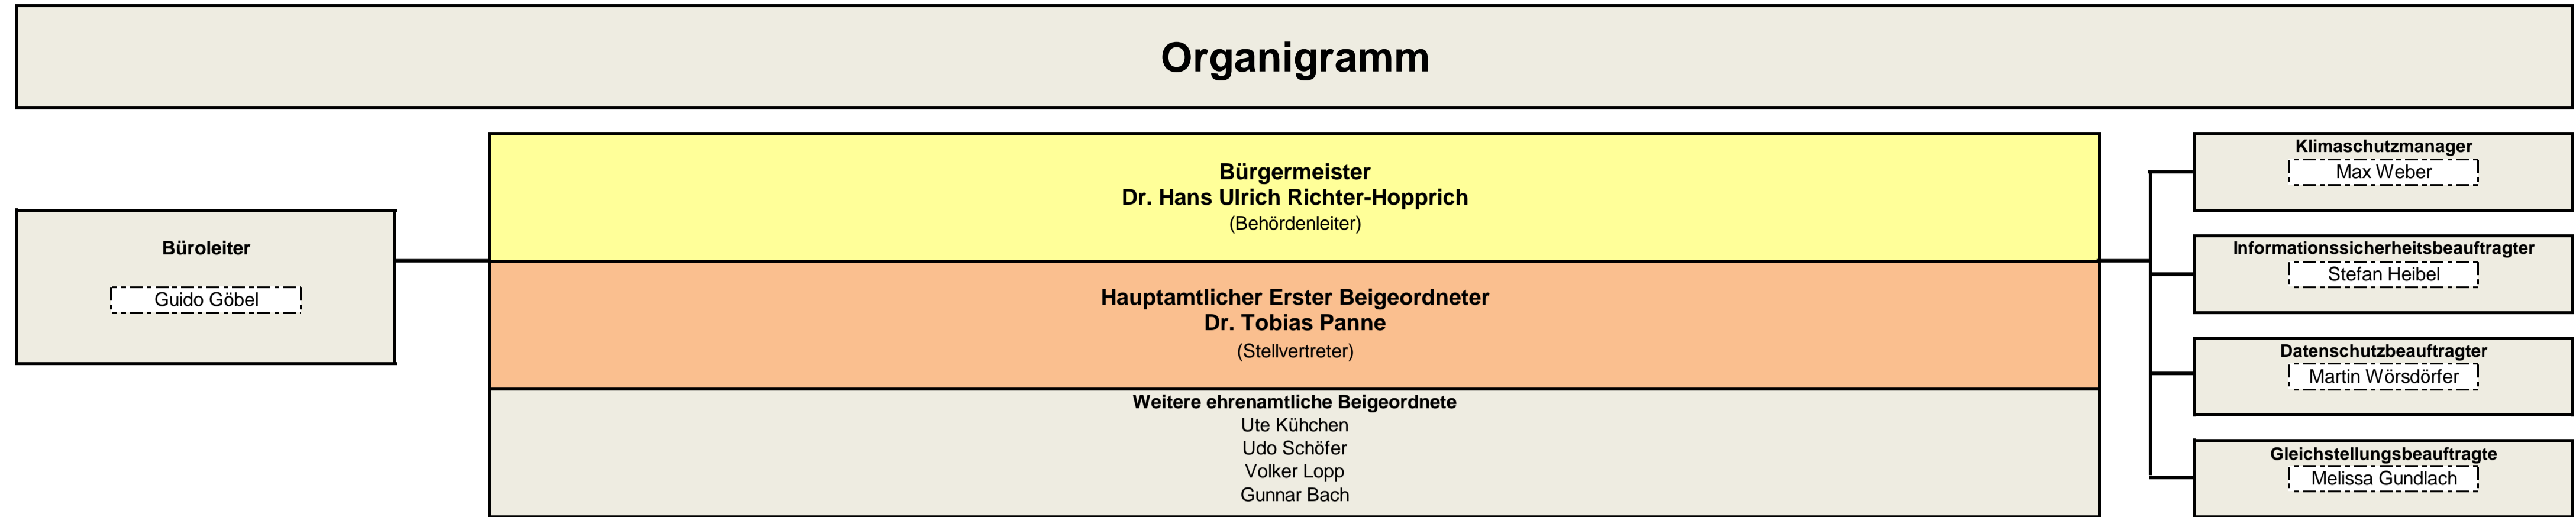 Organigramm
Bürgermeister
Dr. Hans Ulrich Richter-Hopprich
(Behördenleiter)
Büroleiter
Guido Göbel
Hauptamtlicher Erster Beigeordneter
Dr. Tobias Panne
(Stellvertreter)
Weitere ehrenamtliche Beigeordnete
Ute Kühchen
Udo Schöfer
Volker Lopp
Gunnar Bach
Klimaschutzmanager
Max Weber
Informationssicherheitsbeauftragter
Stefan Heibel
Datenschutzbeauftragter
Martin Wörsdörfer
Gleichstellungsbeauftragte
Melissa Gundlach